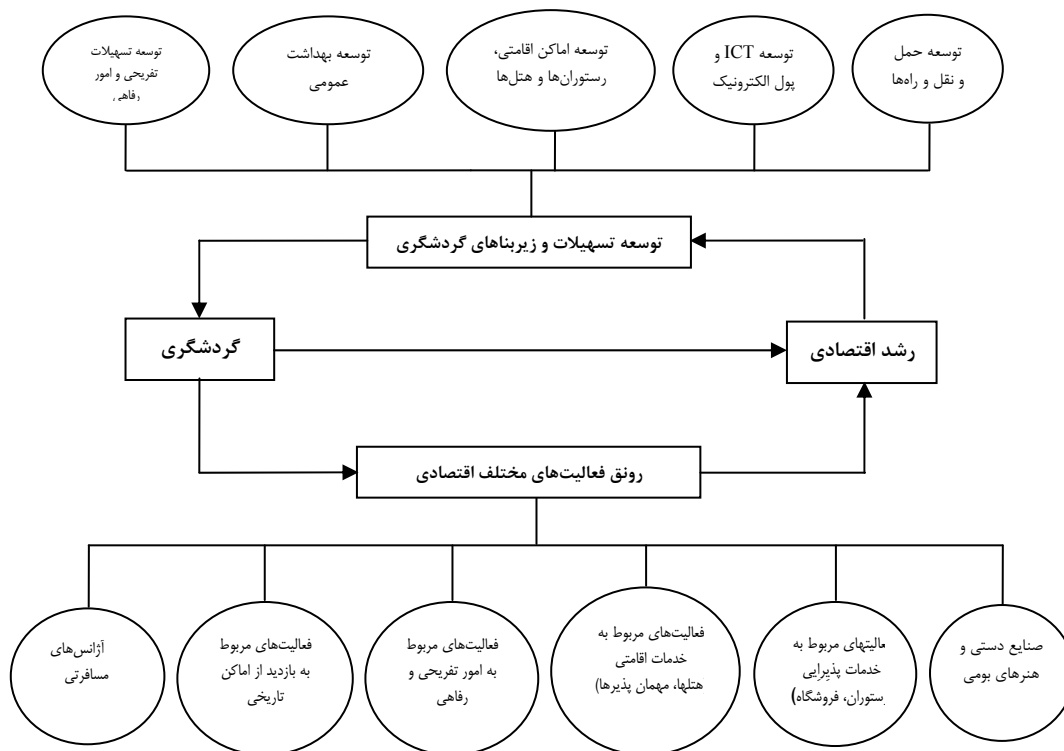 توسعه حمل
و نقل و راه‌ها
توسعه ICT و
پول الکترونیک
توسعه اماکن اقامتی،
رستوران‌ها و هتل‌ها
توسعه بهداشت
عمومی
توسعه تسهیلات
تفریحی و امور
رفاهی
توسعه تسهیلات و زیربناهای گردشگری
رشد اقتصادی
گردشگری
رونق فعالیت‌های مختلف اقتصادی
صنایع دستی و
هنرهای بومی
عالیتهای مربوط به
خدمات پذیرایی
ستوران، فروشگاه)
فعالیت‌های مربوط به
خدمات اقامتی
هتلها، مهمان پذیرها)
فعالیت‌های مربوط
به امور تفریحی و
رفاهی
فعالیت‌های مربوط
به بازدید از اماکن
تاریخی
آژانس‌های
مسافرتی